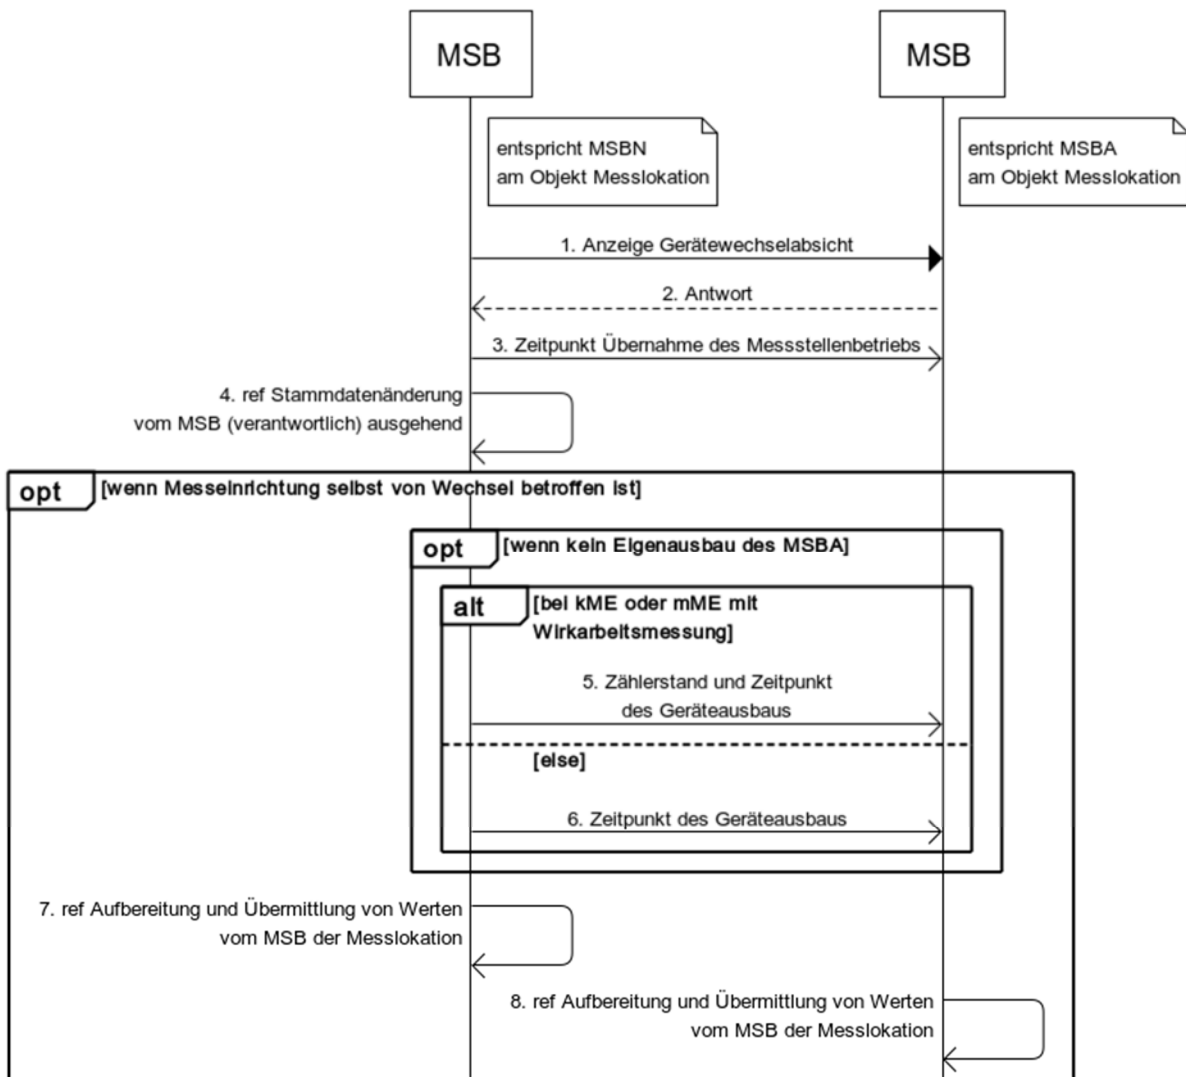 MSB
MSB
entspricht MSBN
am Objekt Messlokation
entspricht MSBA
am Objekt Messlokation
1. Anzeige Gerätewechselabsicht
2. Antwort
3. Zeitpunkt Übernahme des Messstellenbetriebs
4. ref Stammdatenänderung
vom MSB (verantwortlich) ausgehend
opt
[wenn Messeinrichtung selbst von Wechsel betroffen ist]
opt
[wenn kein Eigenausbau des MSBA]
alt
[bei kME oder mME mit
Wirkarbeitsmessung]
5. Zählerstand und Zeitpunkt
des Geräteausbaus
[else]
6. Zeitpunkt des Geräteausbaus
7. ref Aufbereitung und Übermittlung von Werten
vom MSB der Messlokation
8. ref Aufbereitung und Übermittlung von Werten
vom MSB der Messlokation